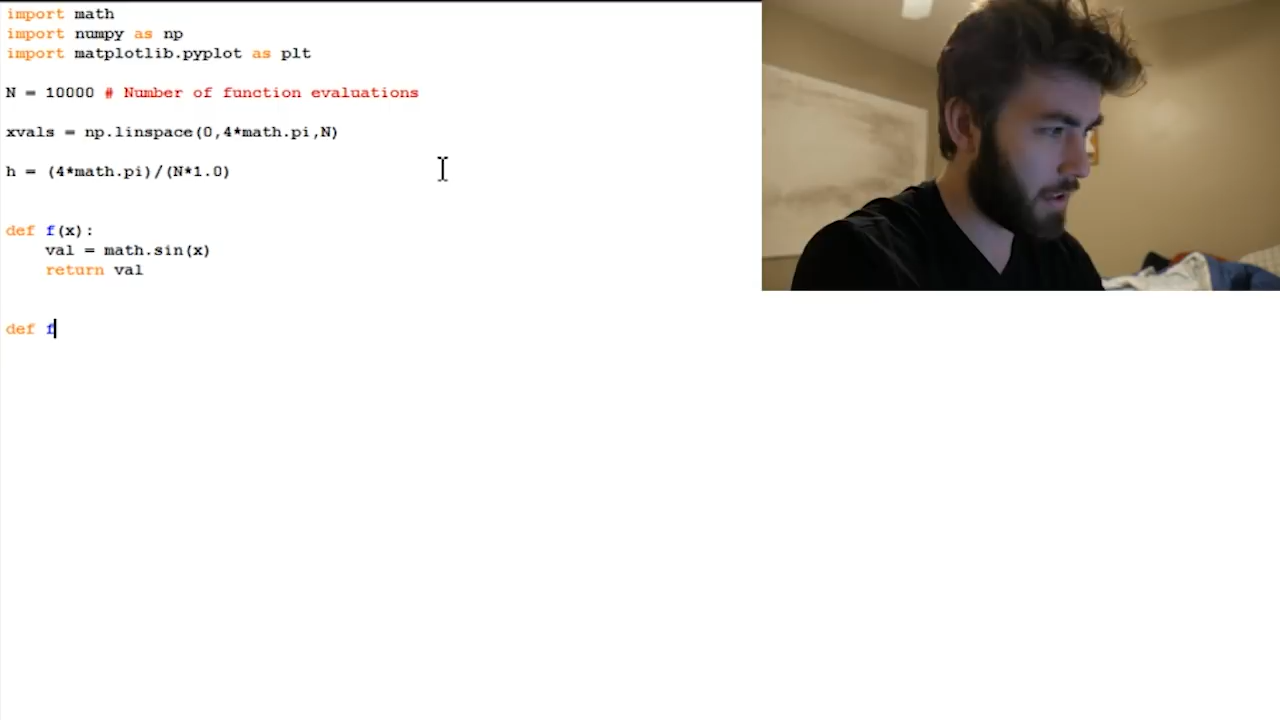 import math
import numpy as np
import matplotlib.pyplot as plt
N = 10000 # Number of function evaluations
xvals = np.linspace(0,4*math.pi,N)
h = (4*math.pi)/(N*1.0)
def f(x):
    val = math.sin(x)
    return val
def f